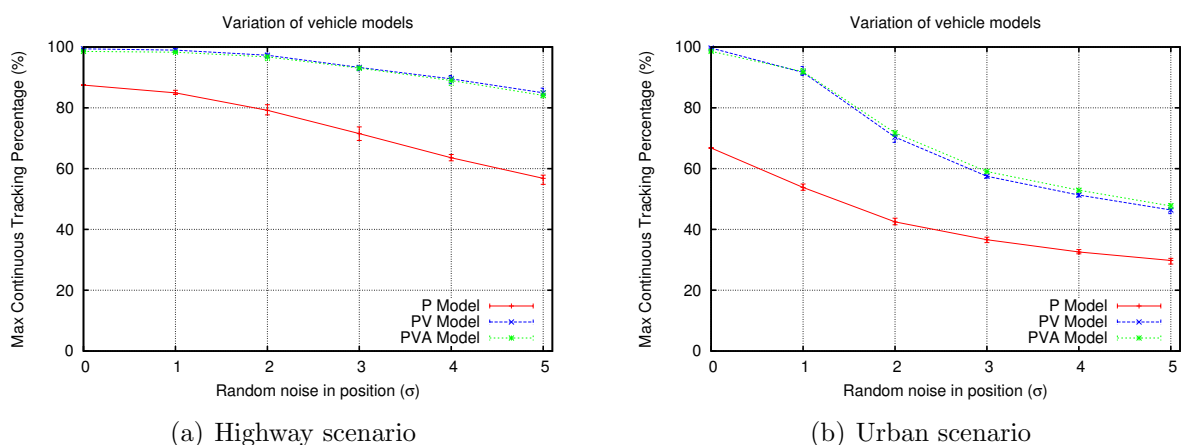 Variation of vehicle models
Max Continuous Tracking Percentage (%)
100
80
60
40
20
0
P Model
PV Model
PVA Model
0 1 2 3 4 5
Random noise in position (σ)
(a) Highway scenario
Variation of vehicle models
Max Continuous Tracking Percentage (%)
100
80
60
40
20
0
P Model
PV Model
PVA Model
0 1 2 3 4 5
Random noise in position (σ)
(b) Urban scenario